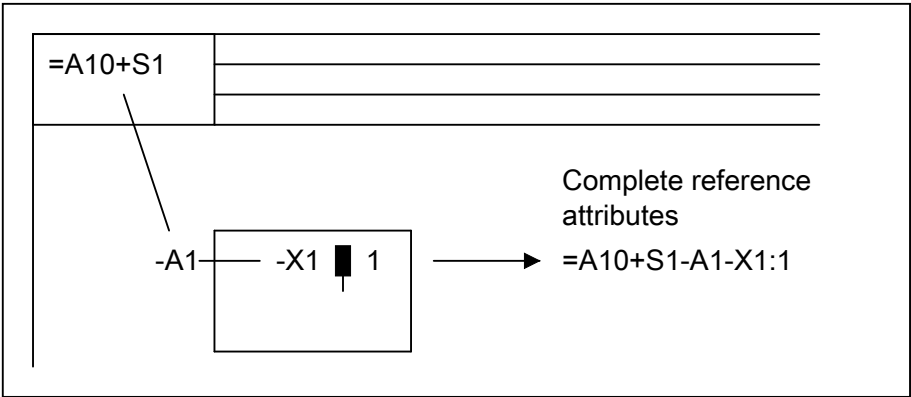 =A10+S1
Complete reference
attributes
-A1 -X1 1
=A10+S1-A1-X1:1